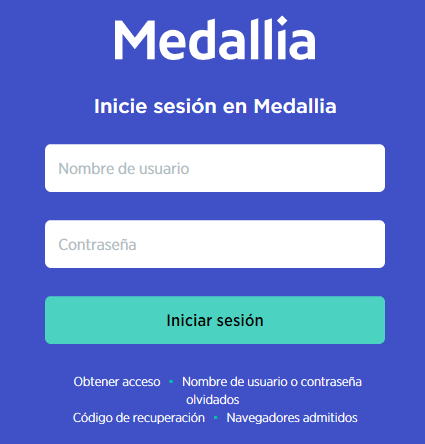 Medallia
Inicie sesión en Medallia
Nombre de usuario
Contraseña
Iniciar sesión
Obtener acceso • Nombre de usuario o contraseña
olvidados
Código de recuperación • Navegadores admitidos